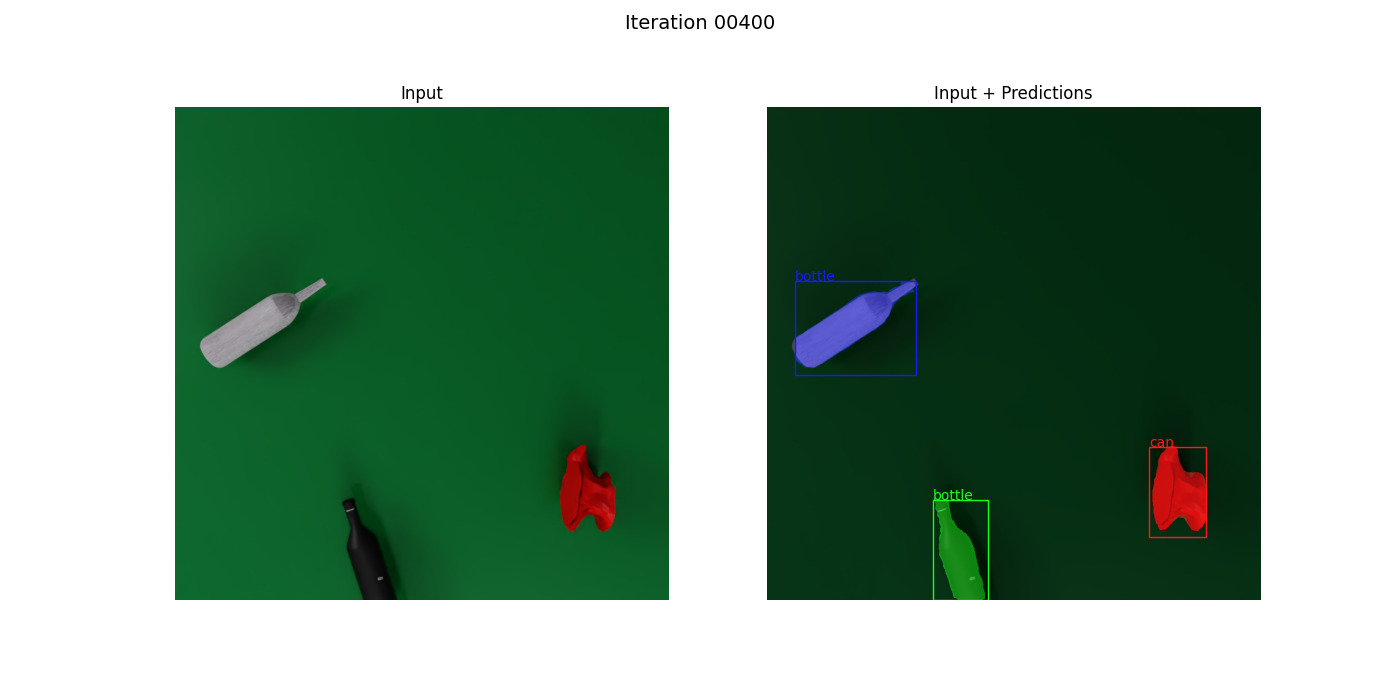 Iteration 00400
Input
Input + Predictions
bottle
can
bottle